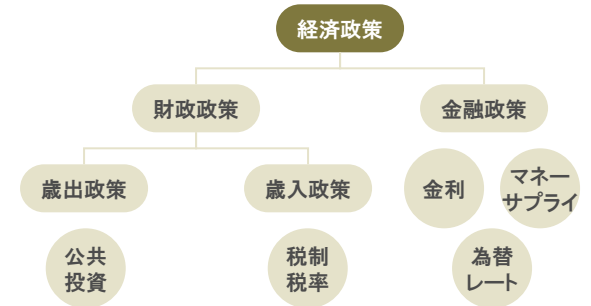 経済政策
財政政策
金融政策
歳出政策
歳入政策
金利
マネー
サプライ
公共
投資
税制
税率
為替
レート